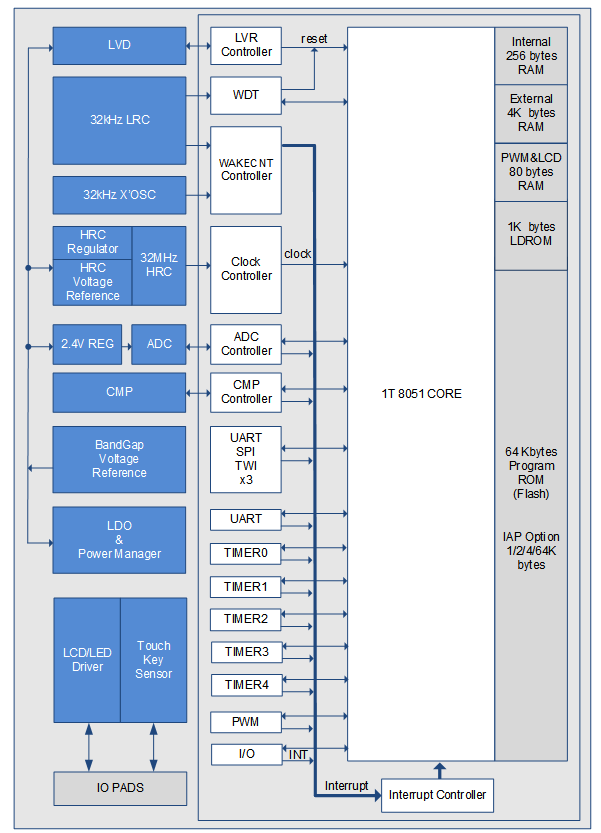 LVD
32kHz LRC
32kHz X'OSC
HRC
Regulator
HRC
Voltage
Reference
32MHz
HRC
2.4V REG
ADC
CMP
BandGap
Voltage
Reference
LDO
&
Power Manager
LCD/LED
Driver
Touch
Key
Sensor
IO PADS
LVR
Controller
WDT
WAKECNT
Controller
Clock
Controller
ADC
Controller
CMP
Controller
UART
SPI
TWI
x3
UART
TIMER0
TIMER1
TIMER2
TIMER3
TIMER4
PWM
I/O
reset
clock
INT
Interrupt
1T 8051 CORE
Interrupt Controller
Internal
256 bytes
RAM
External
4K bytes
RAM
PWM&LCD
80 bytes
RAM
1K bytes
LDROM
64 Kbytes
Program
ROM
(Flash)
IAP Option
1/2/4/64K
bytes